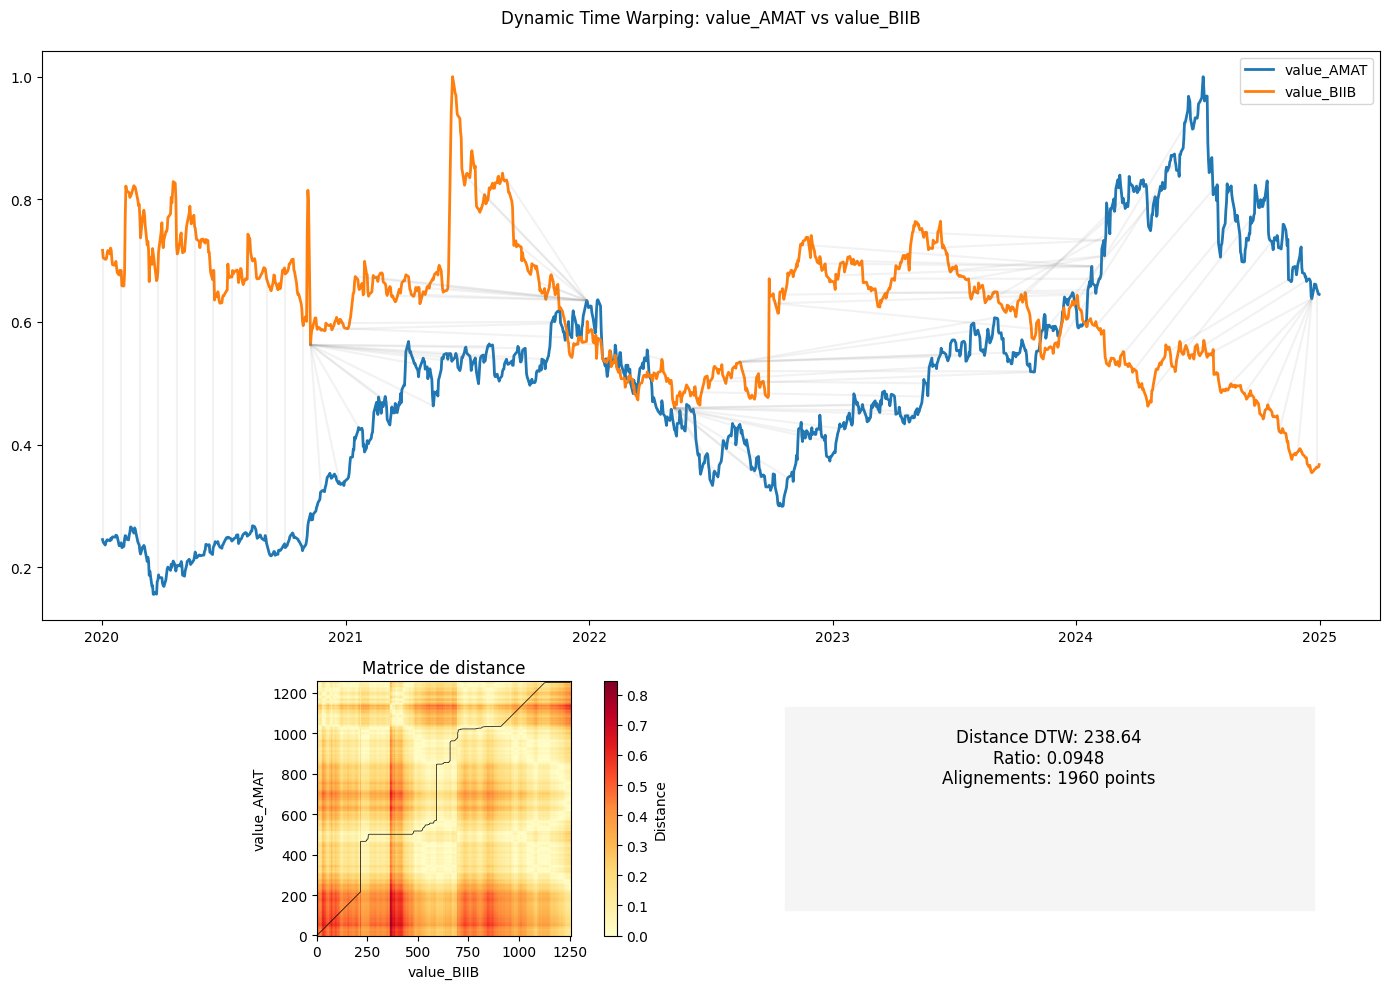 Dynamic Time Warping: value_AMAT vs value_BIIB
value_AMAT
value_BIIB
1.0
0.8
0.6
0.4
0.2
2020 2021 2022 2023 2024 2025
Matrice de distance
value_AMAT
1200
1000
800
600
400
200
0
0 250 500 750 1000 1250
value_BIIB
0.8
0.7
0.6
0.5
0.4
0.3
0.2
0.1
0.0
Distance
Distance DTW: 238.64
Ratio: 0.0948
Alignements: 1960 points